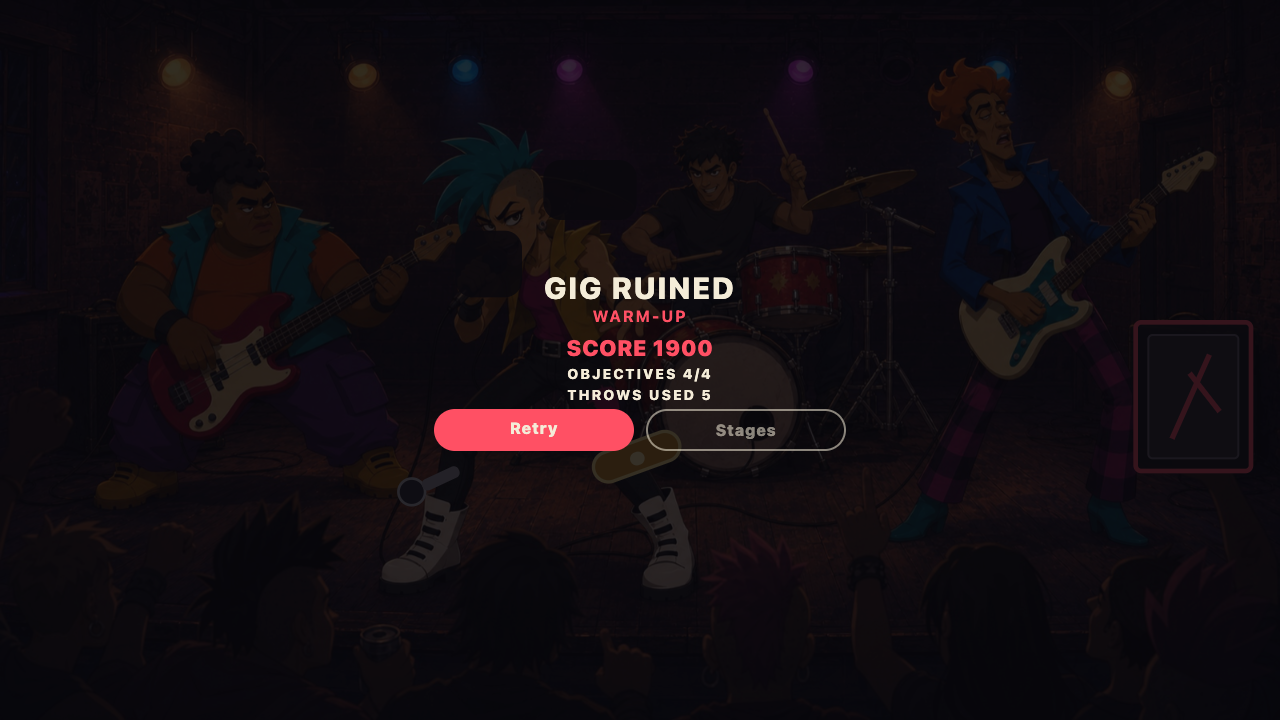 GIG RUINED
WARM-UP
SCORE 1900
OBJECTIVES 4/4
THROWS USED 5
Retry
Stages